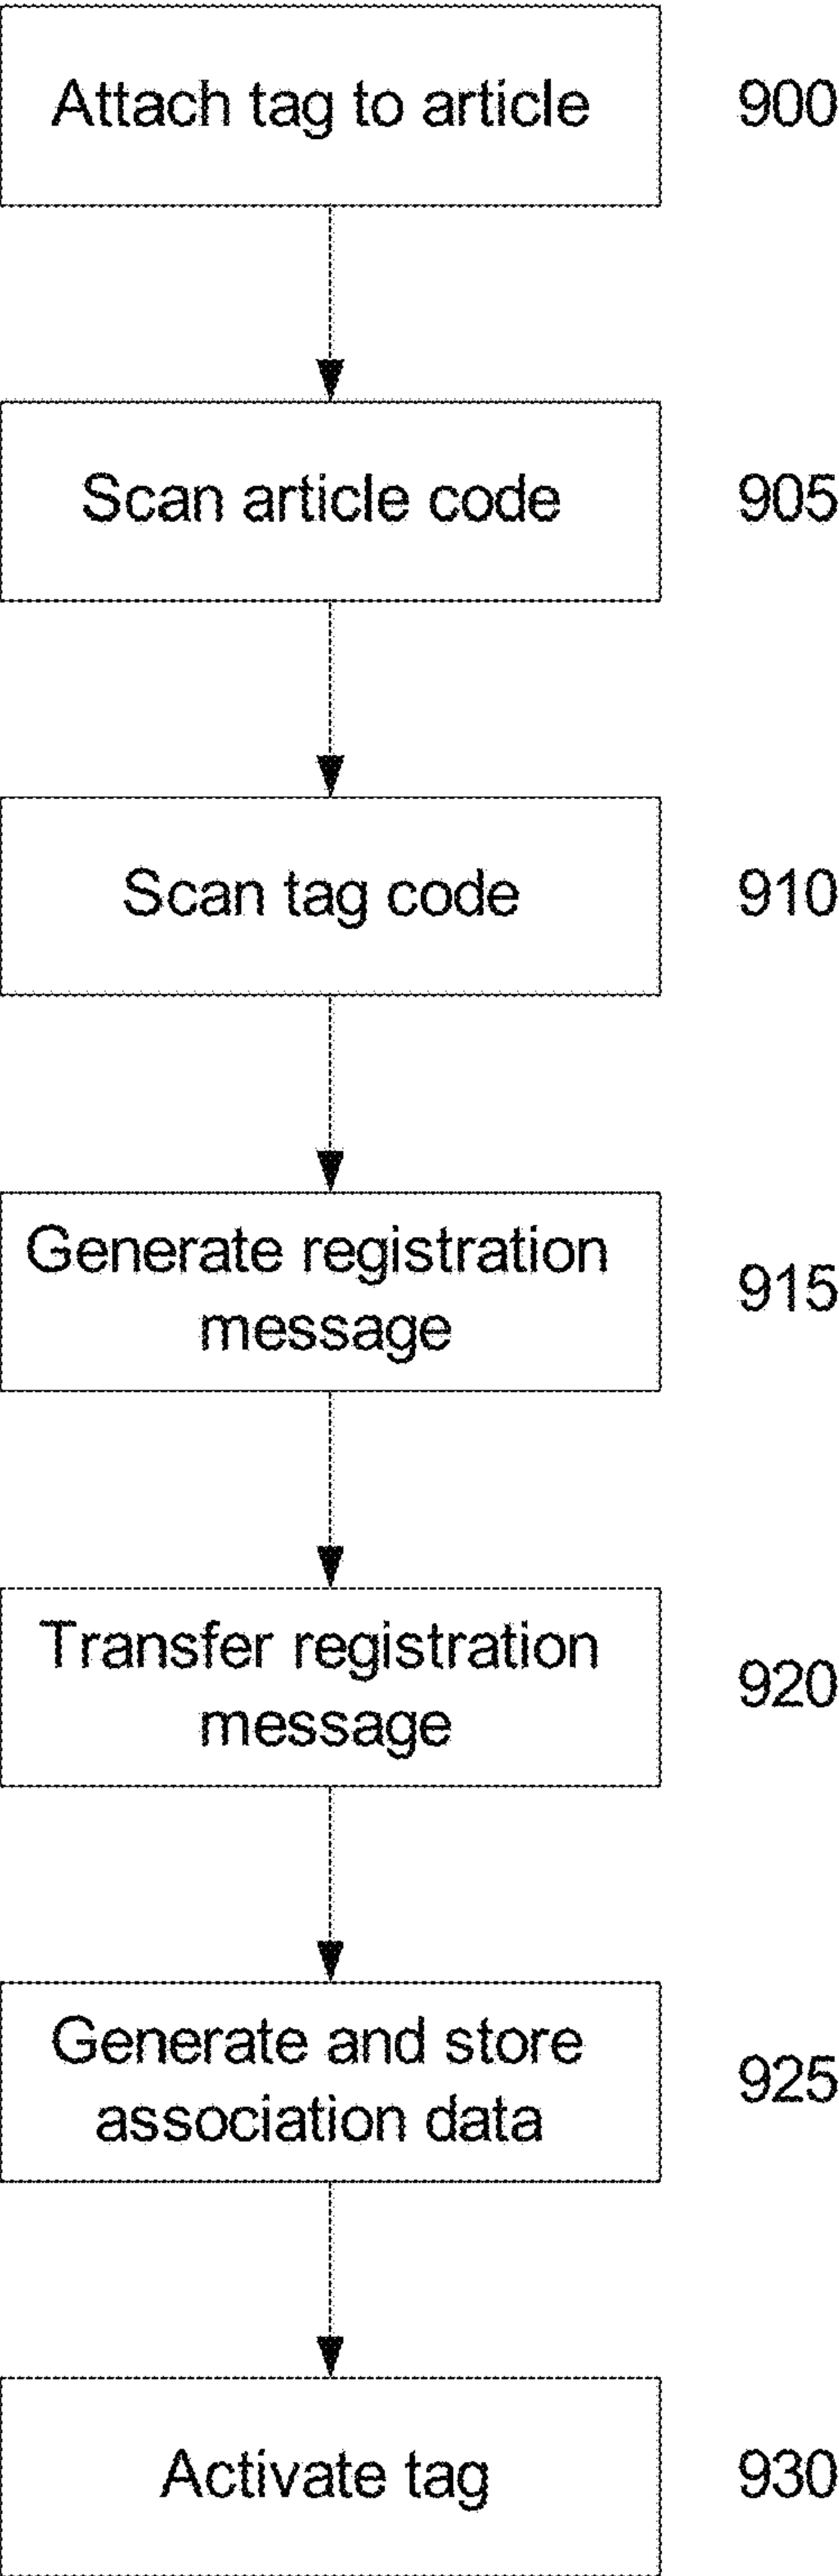 Attach tag to article 900
Scan article code 905
Scan tag code 910
Generate registration
message
915
Transfer registration
message
920
Generate and store
association data
925
Activate tag 930